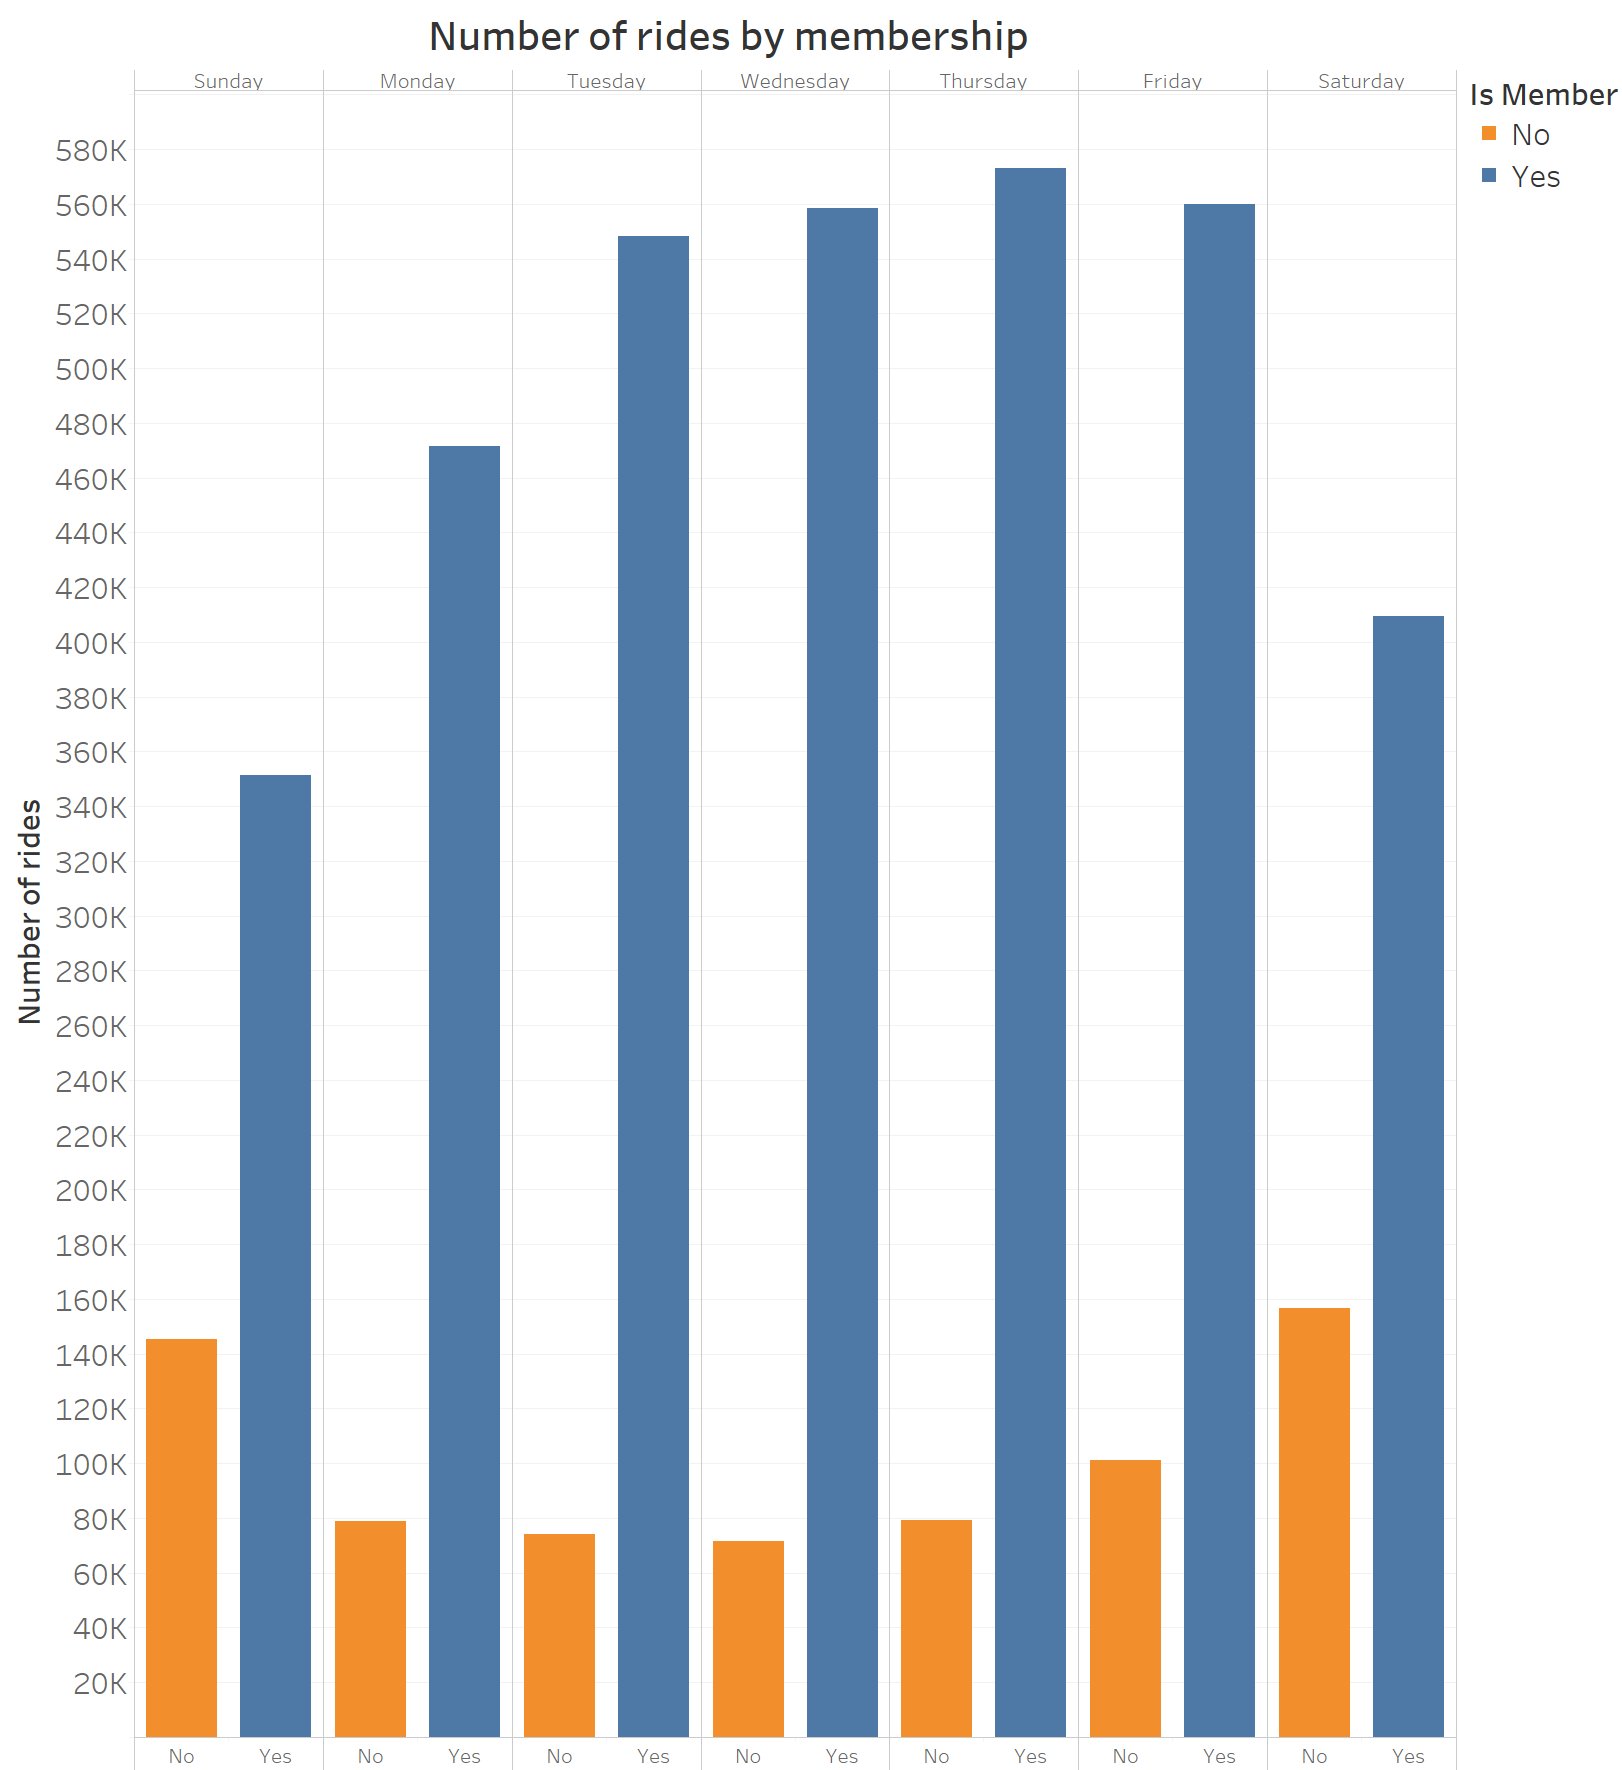 Number of rides by membership
Sunday Monday Tuesday Wednesday Thursday Friday Saturday
Is Member
No
Yes
580K
560K
540K
520K
500K
480K
460K
440K
420K
400K
380K
360K
340K
320K
300K
280K
260K
240K
220K
200K
180K
160K
140K
120K
100K
80K
60K
40K
20K
Number of rides
No Yes No Yes No Yes No Yes No Yes No Yes No Yes